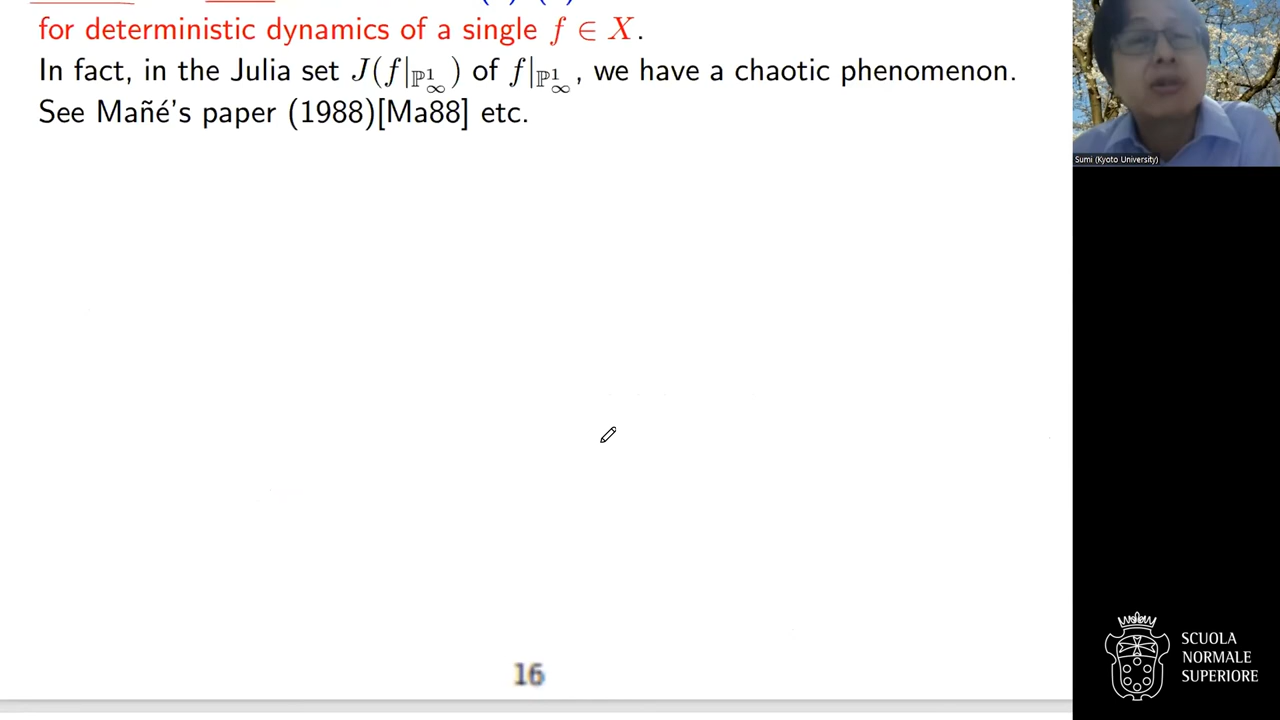 for deterministic dynamics of a single f ∈ X.
In fact, in the Julia set J(f|ℙ¹∞) of f|ℙ¹∞, we have a chaotic phenomenon.
See Mañé's paper (1988)[Ma88] etc.
Sumi (Kyoto University)
16
SCUOLA
NORMALE
SUPERIORE